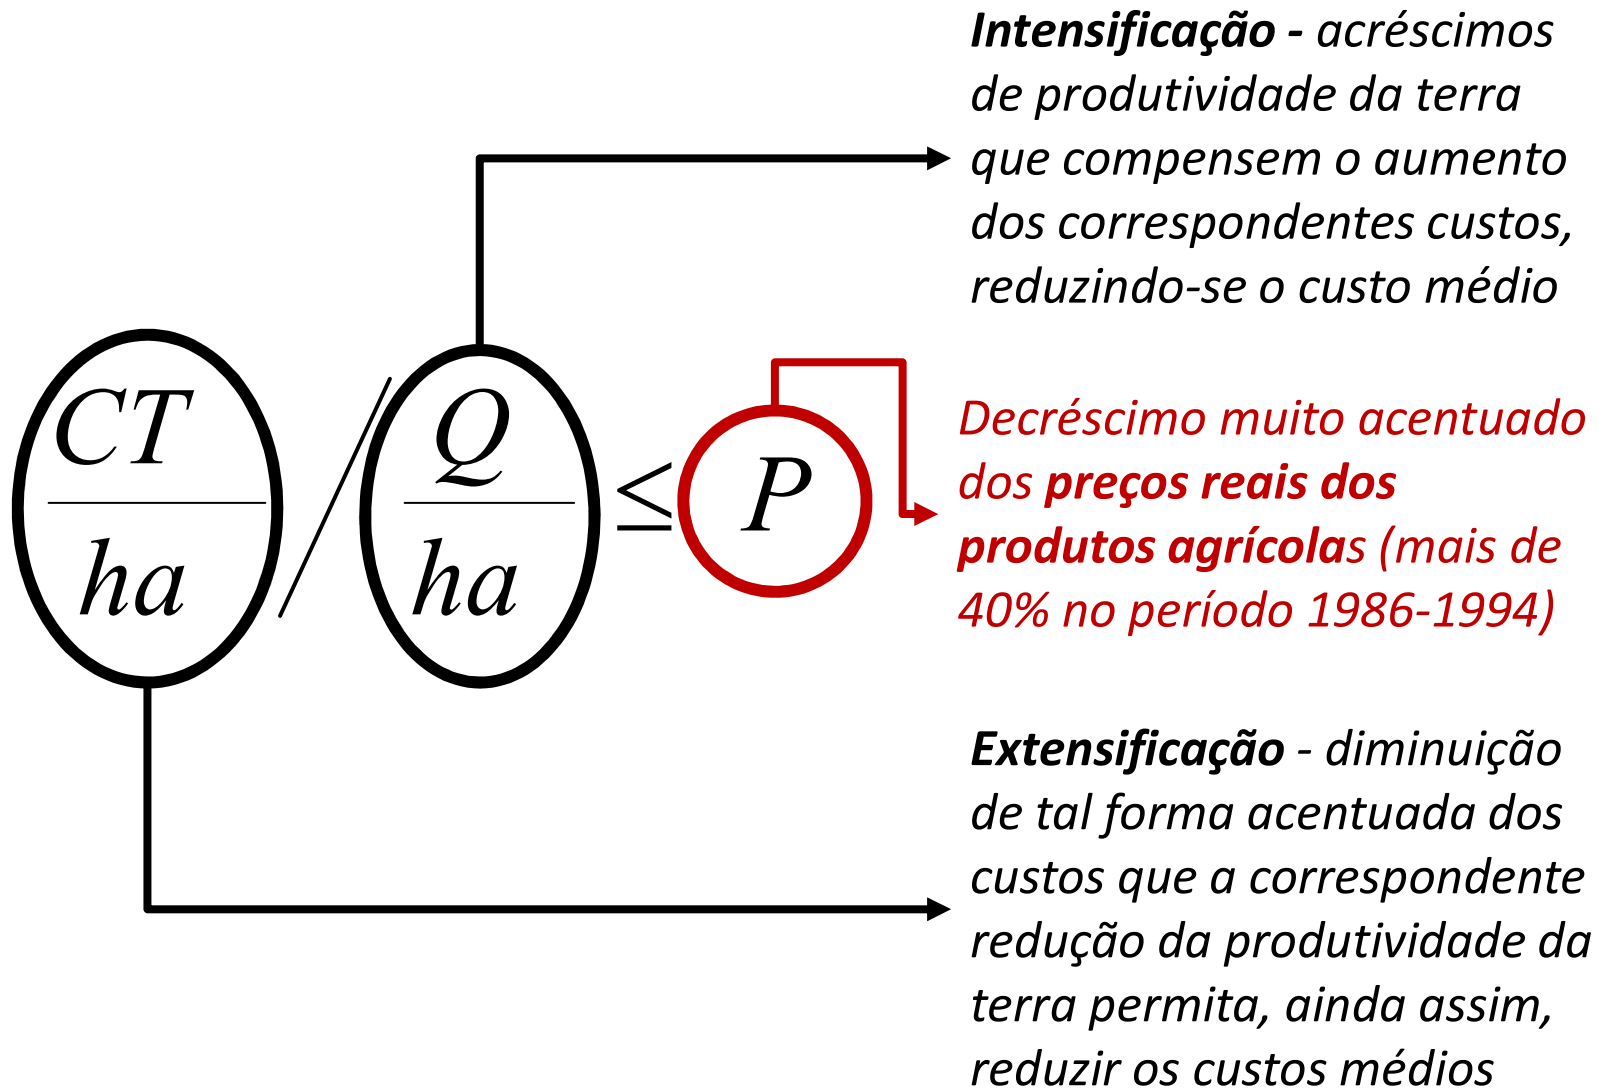 Intensificação - acréscimos
de produtividade da terra
que compensem o aumento
dos correspondentes custos,
reduzindo-se o custo médio
CT
ha
/
Q
ha
≤
P
Decréscimo muito acentuado
dos preços reais dos
produtos agrícolas (mais de
40% no período 1986-1994)
Extensificação - diminuição
de tal forma acentuada dos
custos que a correspondente
redução da produtividade da
terra permita, ainda assim,
reduzir os custos médios